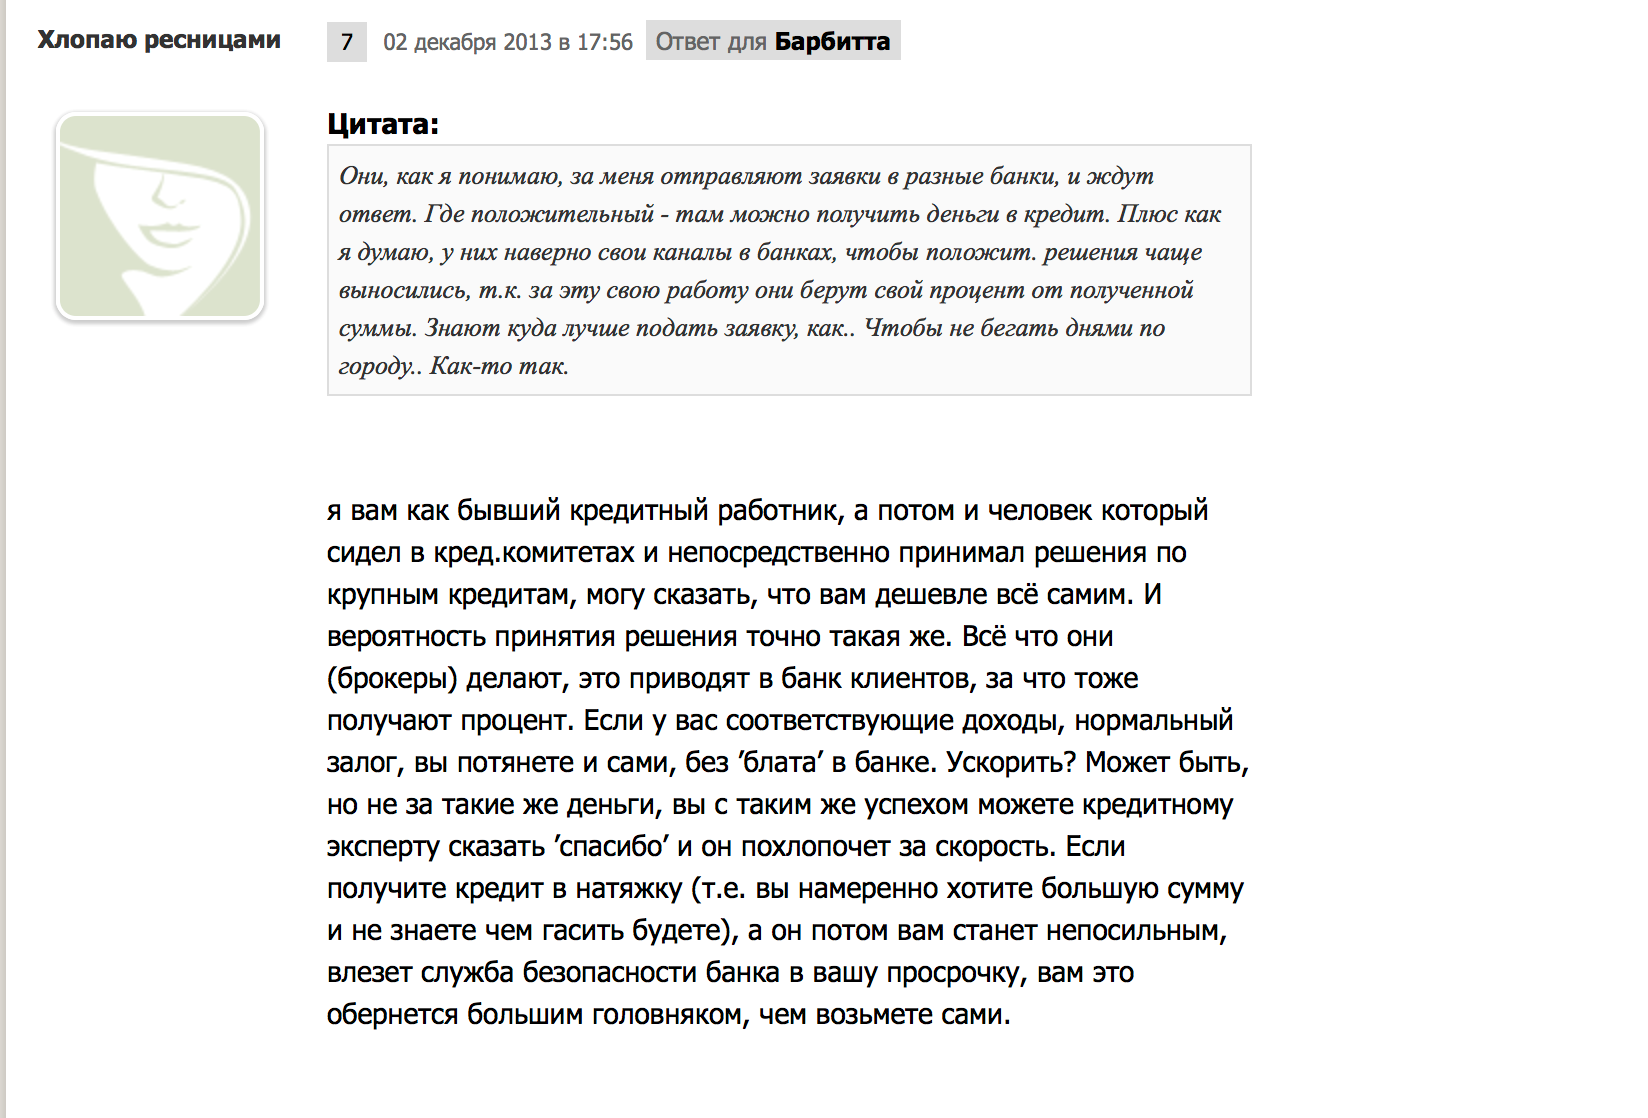 Хлопаю ресницами
7 02 декабря 2013 в 17:56 Ответ для Барбитта
Цитата:
Они, как я понимаю, за меня отправляют заявки в разные банки, и ждут
ответ. Где положительный - там можно получить деньги в кредит. Плюс как
я думаю, у них наверно свои каналы в банках, чтобы положит. решения чаще
выносились, т.к. за эту свою работу они берут свой процент от полученной
суммы. Знают куда лучше подать заявку, как.. Чтобы не бегать днями по
городу.. Как-то так.
я вам как бывший кредитный работник, а потом и человек который
сидел в кред.комитетах и непосредственно принимал решения по
крупным кредитам, могу сказать, что вам дешевле всё самим. И
вероятность принятия решения точно такая же. Всё что они
(брокеры) делают, это приводят в банк клиентов, за что тоже
получают процент. Если у вас соответствующие доходы, нормальный
залог, вы потянете и сами, без ’блата’ в банке. Ускорить? Может быть,
но не за такие же деньги, вы с таким же успехом можете кредитному
эксперту сказать ’спасибо’ и он похлопочет за скорость. Если
получите кредит в натяжку (т.е. вы намеренно хотите большую сумму
и не знаете чем гасить будете), а он потом вам станет непосильным,
влезет служба безопасности банка в вашу просрочку, вам это
обернется большим головняком, чем возьмете сами.